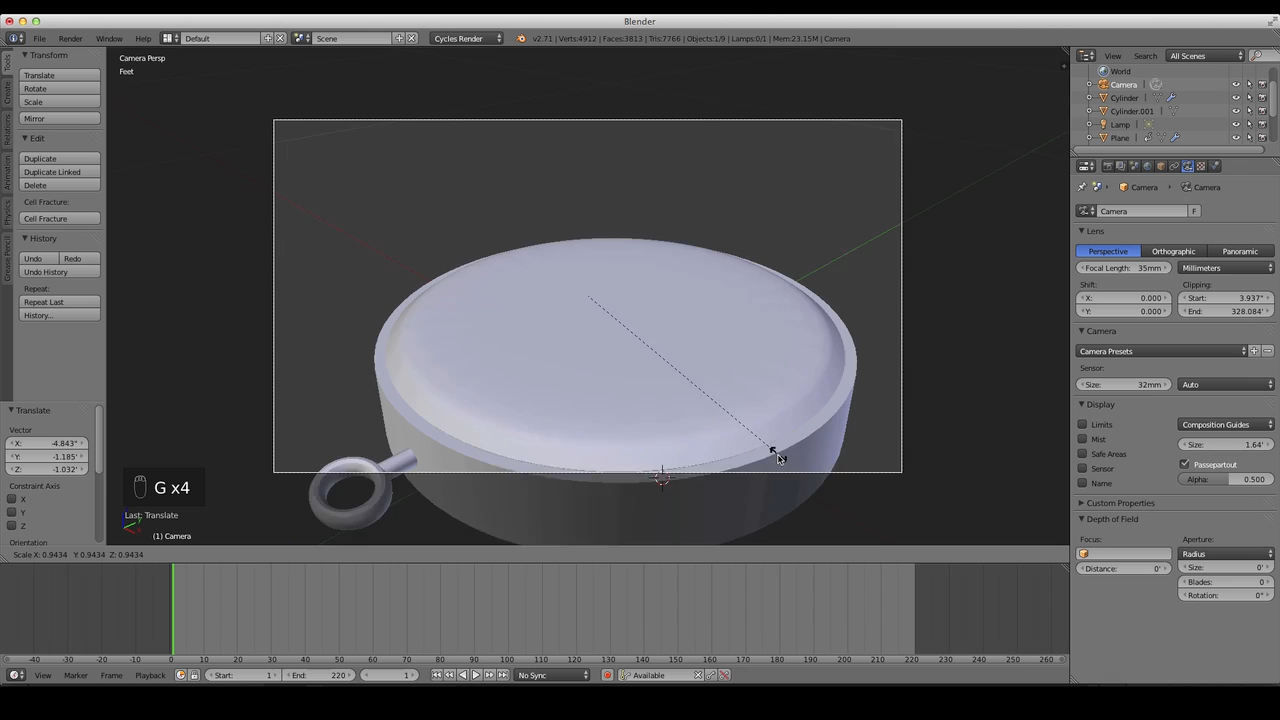 Blender
File Render Window Help Default Scene Cycles Render v2.71 | Verts:4912 | Faces:3813 | Tris:7766 | Objects:1/9 | Lamps:0/1 | Mem:23.15M | Camera
Tools
Create
Relations
Animation
Physics
Grease Pencil
Transform
Translate
Rotate
Scale
Mirror
Edit
Duplicate
Duplicate Linked
Delete
Cell Fracture:
Cell Fracture
History
Undo Redo
Undo History
Repeat:
Repeat Last
History...
Translate
Vector
X: -4.843"
Y: -1.185"
Z: -1.032"
Constraint Axis
X
Y
Z
Orientation
Camera Persp
Feet
G x4
Last: Translate
(1) Camera
Scale X: 0.9434 Y: 0.9434 Z: 0.9434
View Search All Scenes
World
Camera
Cylinder
Cylinder.001
Lamp
Plane
Camera Camera
Camera F
Lens
Perspective Orthographic Panoramic
Focal Length: 35mm Millimeters
Shift: Clipping:
X: 0.000 Start: 3.937"
Y: 0.000 End: 328.084'
Camera
Camera Presets
Sensor:
Size: 32mm Auto
Display
Limits Composition Guides
Mist Size: 1.64'
Safe Areas Passepartout
Sensor Alpha: 0.500
Name
Custom Properties
Depth of Field
Focus: Aperture:
Radius
Distance: 0' Size: 0'
Blades: 0
Rotation: 0°
-40 -30 -20 -10 0 10 20 30 40 50 60 70 80 90 100 110 120 130 140 150 160 170 180 190 200 210 220 230 240 250 260
View Marker Frame Playback Start: 1 End: 220 1 No Sync Available